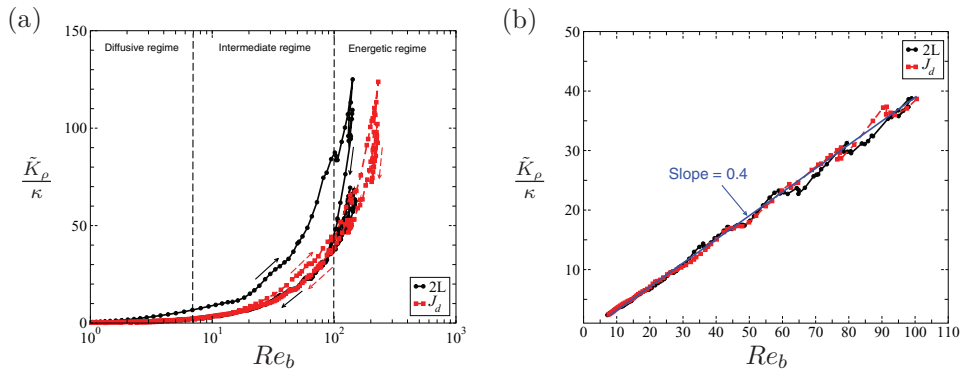 (a)
150
100
50
0
Diffusive regime
Intermediate regime
Energetic regime
K̃ρ
κ
2L
J_d
10^0
10^1
10^2
10^3
Re_b
(b)
50
40
30
20
10
K̃ρ
κ
Slope = 0.4
2L
J_d
0 10 20 30 40 50 60 70 80 90 100 110
Re_b